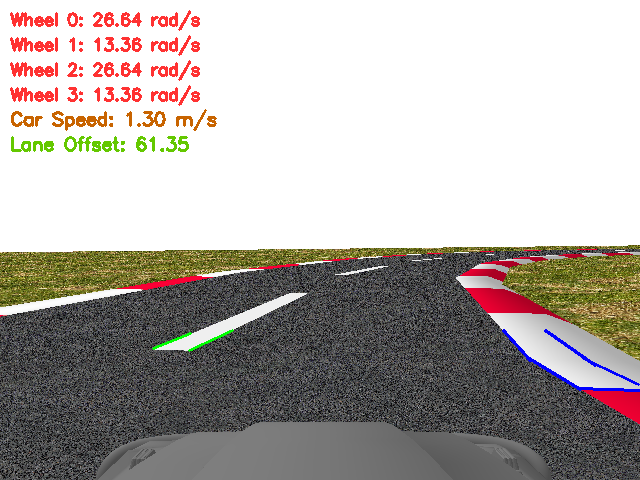 Wheel 0: 26.64 rad/s
Wheel 1: 13.36 rad/s
Wheel 2: 26.64 rad/s
Wheel 3: 13.36 rad/s
Car Speed: 1.30 m/s
Lane Offset: 61.35